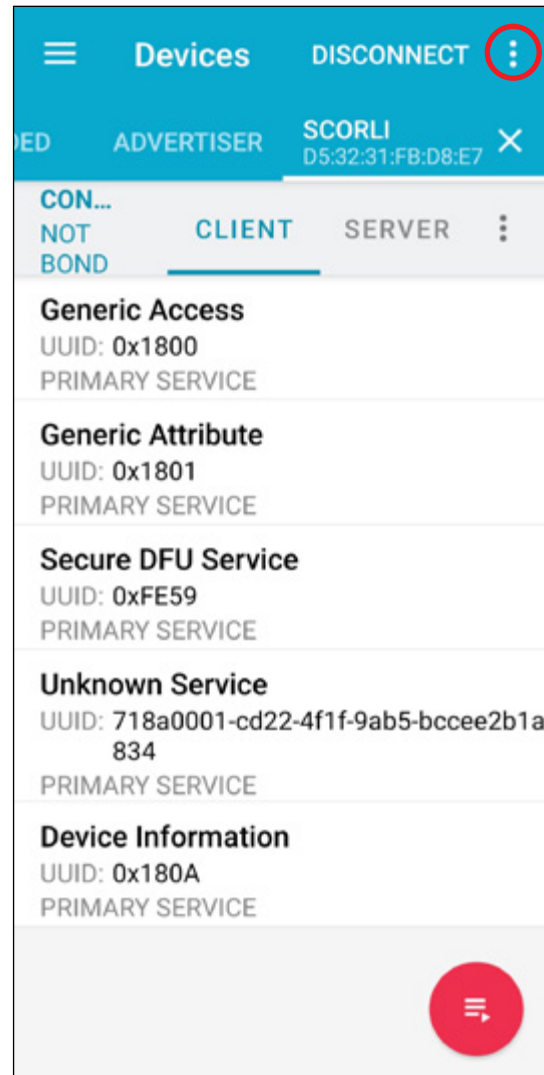 Devices DISCONNECT
DED ADVERTISER SCORLI
D5:32:31:FB:D8:E7
CON...
NOT
BOND
CLIENT SERVER
Generic Access
UUID: 0x1800
PRIMARY SERVICE
Generic Attribute
UUID: 0x1801
PRIMARY SERVICE
Secure DFU Service
UUID: 0xFE59
PRIMARY SERVICE
Unknown Service
UUID: 718a0001-cd22-4f1f-9ab5-bccee2b1a
834
PRIMARY SERVICE
Device Information
UUID: 0x180A
PRIMARY SERVICE